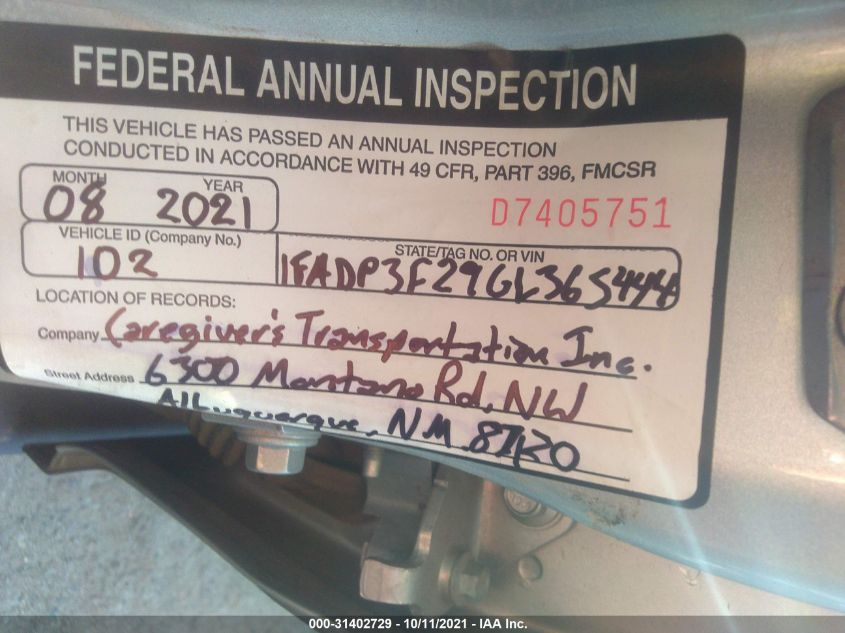 FEDERAL ANNUAL INSPECTION
THIS VEHICLE HAS PASSED AN ANNUAL INSPECTION
CONDUCTED IN ACCORDANCE WITH 49 CFR, PART 396, FMCSR
MONTH YEAR
08 2021
D7405751
VEHICLE ID (Company No.)
102
STATE/TAG NO. OR VIN
1FADP3F29GL365444
LOCATION OF RECORDS:
Company Caregiver's Transportation Inc.
Street Address 6300 Montano Rd, NW
Albuquerque, NM 87120
000-31402729 - 10/11/2021 - IAA Inc.